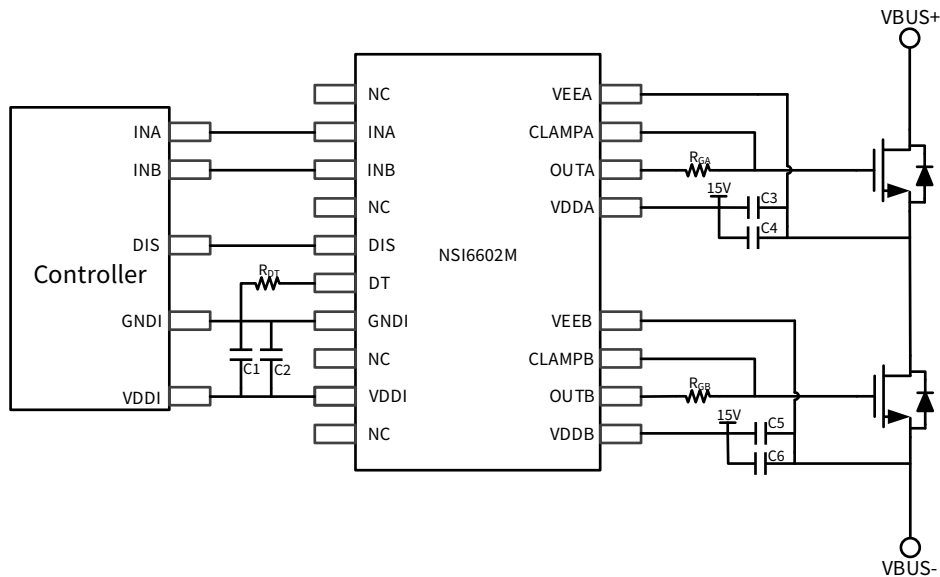 VBUS+
NC
VEEA
INA
INA
CLAMPA
INB
INB
OUTA
RGA
NC
VDDA
15V
C3
C4
DIS
DIS
NSI6602M
Controller
RDT
DT
GNDI
GNDI
VEEB
C1
C2
NC
CLAMPB
VDDI
VDDI
OUTB
RGB
NC
VDDB
15V
C5
C6
VBUS-